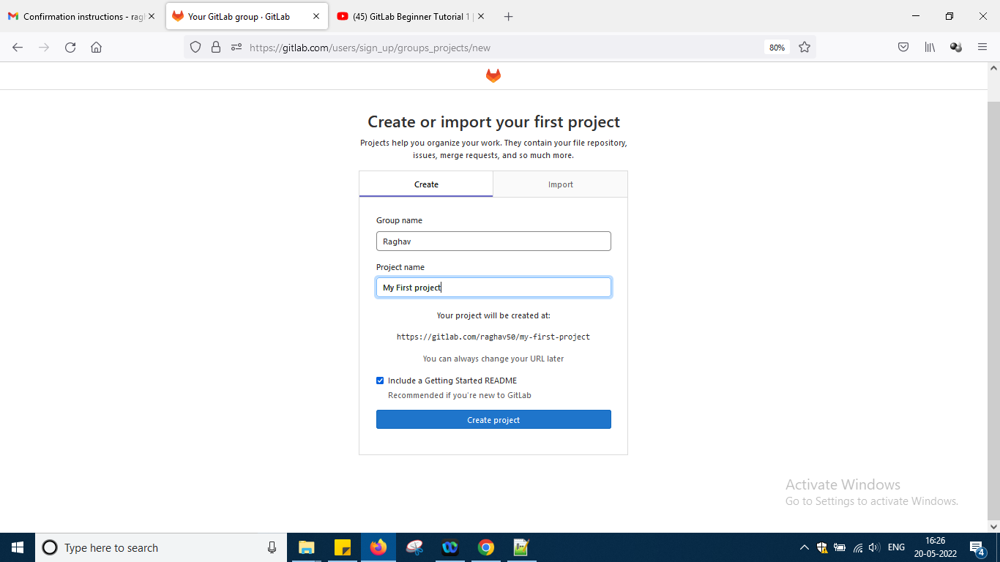 Confirmation instructions - ragh
Your GitLab group · GitLab
(45) GitLab Beginner Tutorial 1 |
https://gitlab.com/users/sign_up/groups_projects/new
80%
Create or import your first project
Projects help you organize your work. They contain your file repository,
issues, merge requests, and so much more.
Create
Import
Group name
Raghav
Project name
My First project
Your project will be created at:
https://gitlab.com/raghav50/my-first-project
You can always change your URL later
Include a Getting Started README
Recommended if you're new to GitLab
Create project
Activate Windows
Go to Settings to activate Windows.
Type here to search
ENG
16:26
20-05-2022
4